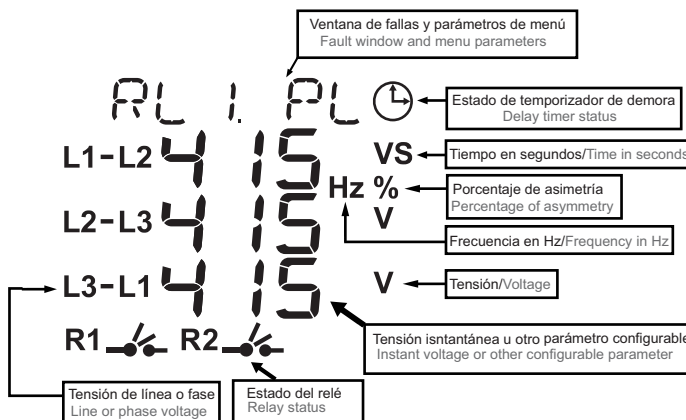 Ventana de fallas y parámetros de menú
Fault window and menu parameters
RL 1. PL
Estado de temporizador de demora
Delay timer status
L1-L2 415 VS
Tiempo en segundos/Time in seconds
Hz %
Porcentaje de asimetría
Percentage of asymmetry
L2-L3 415 V
Frecuencia en Hz/Frequency in Hz
L3-L1 415 V
Tensión/Voltage
R1 R2
Tensión isntantánea u otro parámetro configurable
Instant voltage or other configurable parameter
Tensión de línea o fase
Line or phase voltage
Estado del relé
Relay status